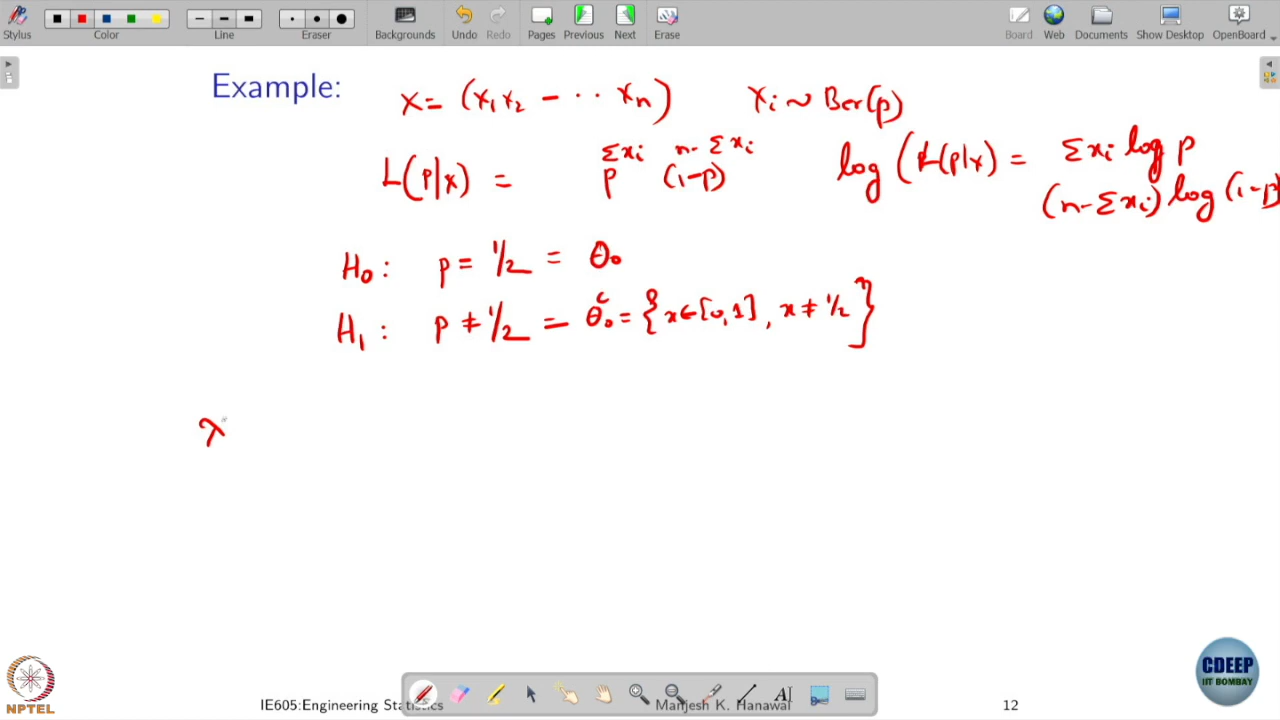 Stylus Color Line Eraser Backgrounds Undo Redo Pages Previous Next Erase Board Web Documents Show Desktop OpenBoard
Example: X = (X₁ X₂ - ·· Xn) Xi ~ Ber(p)
L(p|x) = p^Σxi (1-p)^n-Σxi log (L(p|x) = Σxi log p
(n-Σxi) log (1-p)
H₀ : p = 1/2 = θ₀
H₁ : p ≠ 1/2 = θ₀ᶜ = {x ∈ [0,1], x ≠ 1/2}
λ
IE605:Engineering Statistics Manjesh K. Hanawal 12
NPTEL
CDEEP
IIT BOMBAY